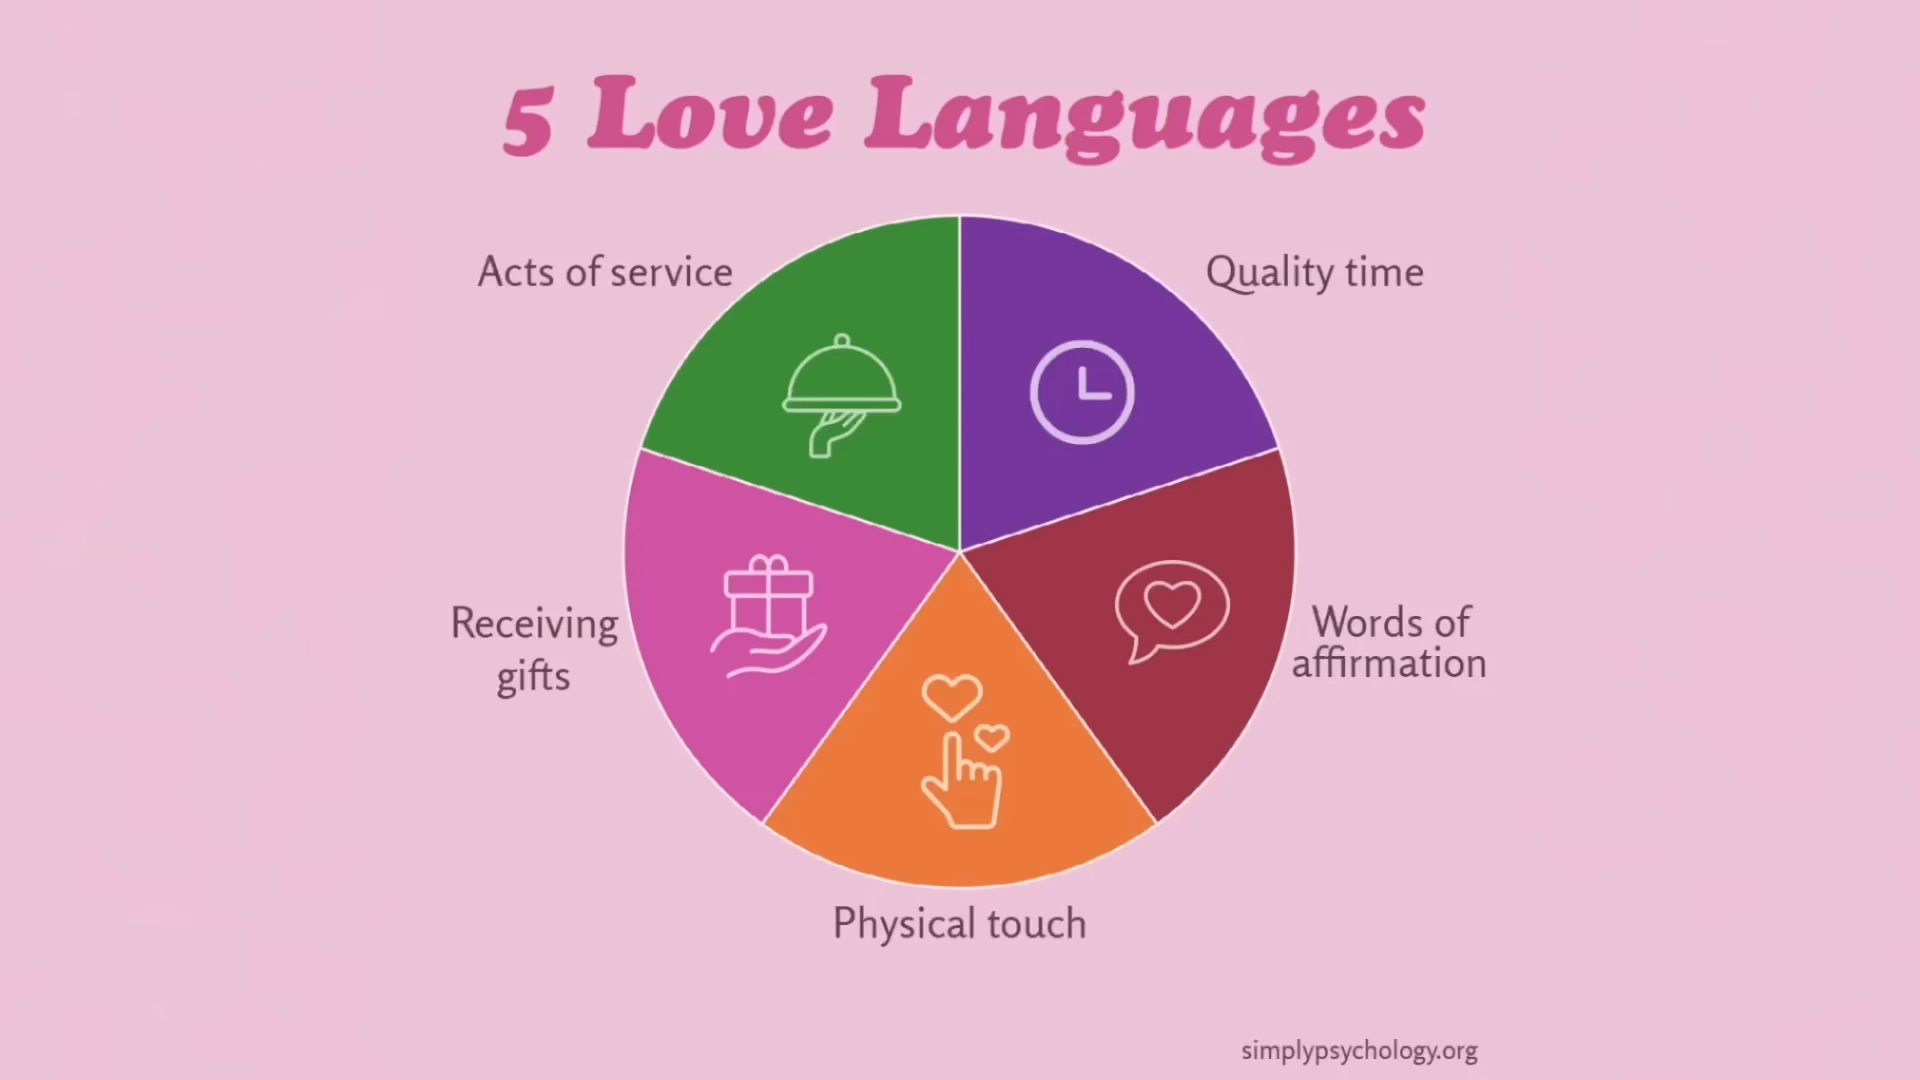 5 Love Languages
Acts of service
Quality time
Receiving
gifts
Words of
affirmation
Physical touch
simplypsychology.org